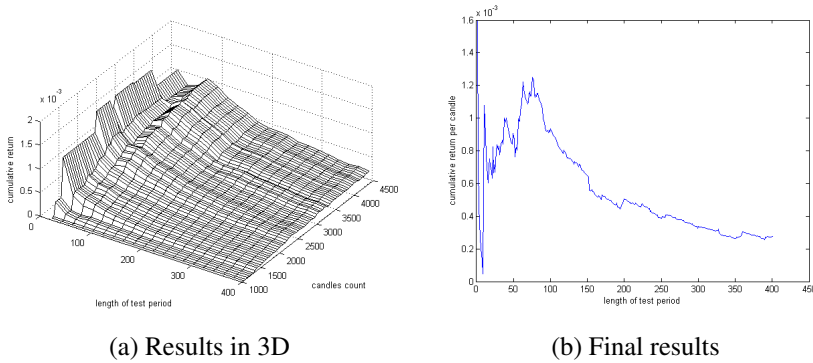 x 10⁻³
2
1.5
1
0.5
0
cumulative return
0
100
200
300
400
length of test period
1000
1500
2000
2500
3000
3500
4000
4500
candles count
(a) Results in 3D
x 10⁻³
1.6
1.4
1.2
1
0.8
0.6
0.4
0.2
0
cumulative return per candle
0 50 100 150 200 250 300 350 400 450
length of test period
(b) Final results